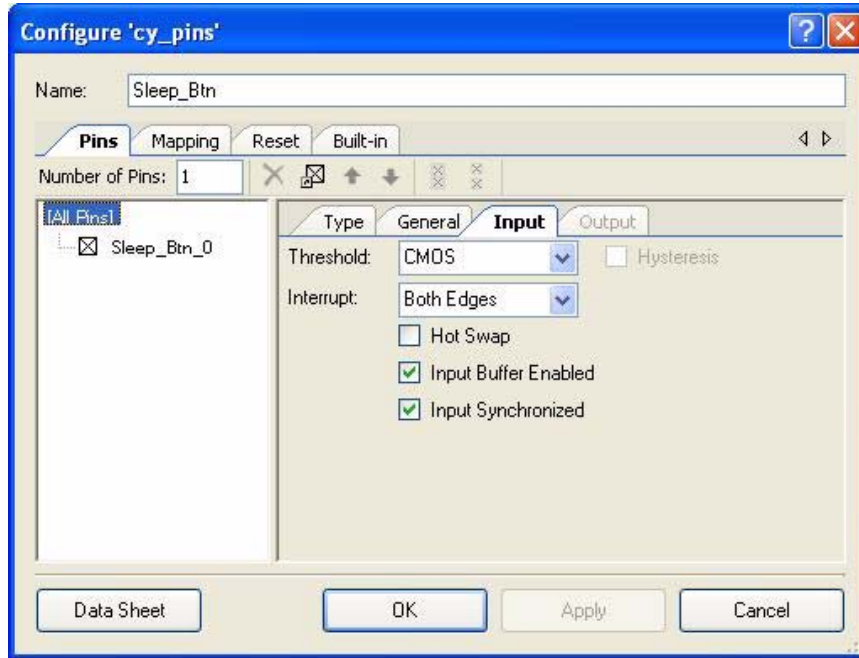 Configure 'cy_pins'
Name: Sleep_Btn
Pins Mapping Reset Built-in
Number of Pins: 1
[All Pins]
Sleep_Btn_0
Type General Input Output
Threshold: CMOS Hysteresis
Interrupt: Both Edges
Hot Swap
Input Buffer Enabled
Input Synchronized
Data Sheet OK Apply Cancel